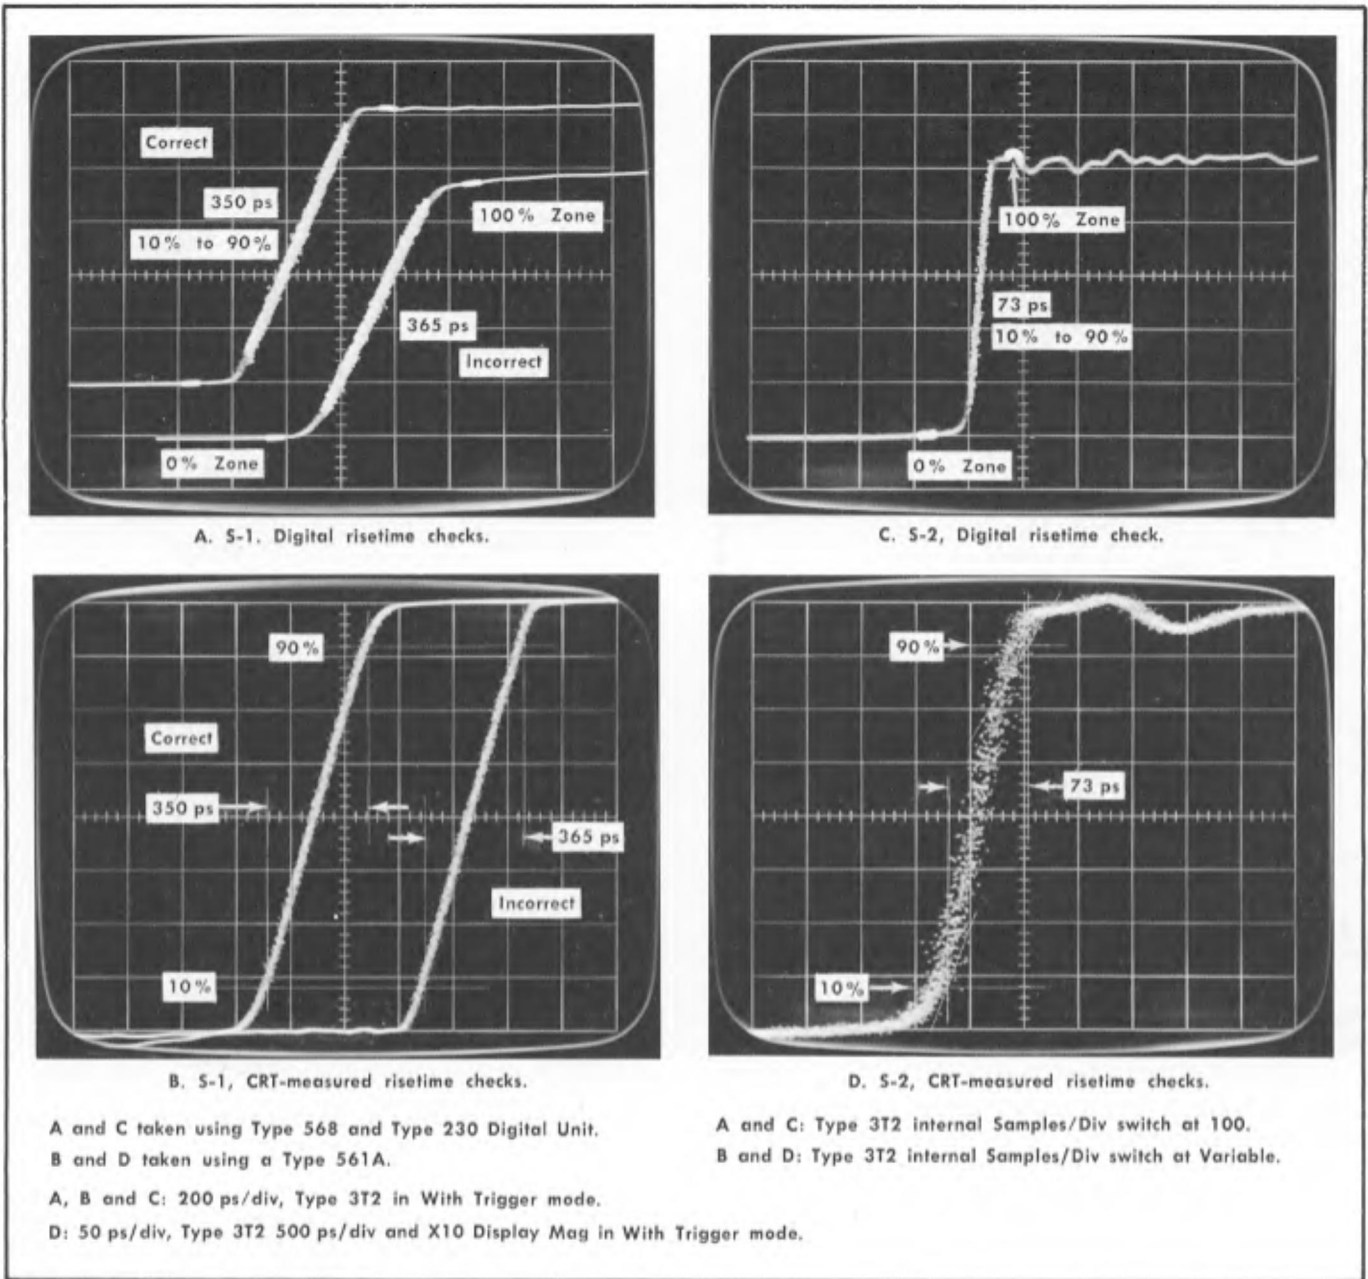 Correct
350 ps
10% to 90%
100% Zone
365 ps
Incorrect
0% Zone
A. S-1. Digital risetime checks.
100% Zone
73 ps
10% to 90%
0% Zone
C. S-2, Digital risetime check.
90%
Correct
350 ps
365 ps
Incorrect
10%
B. S-1, CRT-measured risetime checks.
90%
73 ps
10%
D. S-2, CRT-measured risetime checks.
A and C taken using Type 568 and Type 230 Digital Unit.
B and D taken using a Type 561A.
A, B and C: 200 ps/div, Type 3T2 in With Trigger mode.
D: 50 ps/div, Type 3T2 500 ps/div and X10 Display Mag in With Trigger mode.
A and C: Type 3T2 internal Samples/Div switch at 100.
B and D: Type 3T2 internal Samples/Div switch at Variable.